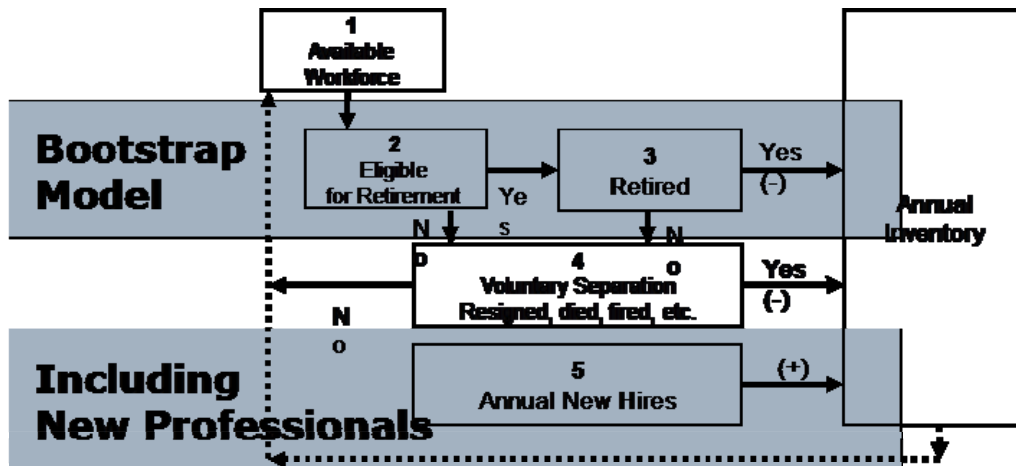 1
Available
Workforce
Bootstrap
Model
2
Eligible
for Retirement
Ye
s
3
Retired
Yes
(-)
Annual
Inventory
N
o
N
o
4
Voluntary Separation
Resigned, died, fired, etc.
Yes
(-)
N
o
Including
New Professionals
5
Annual New Hires
(+)